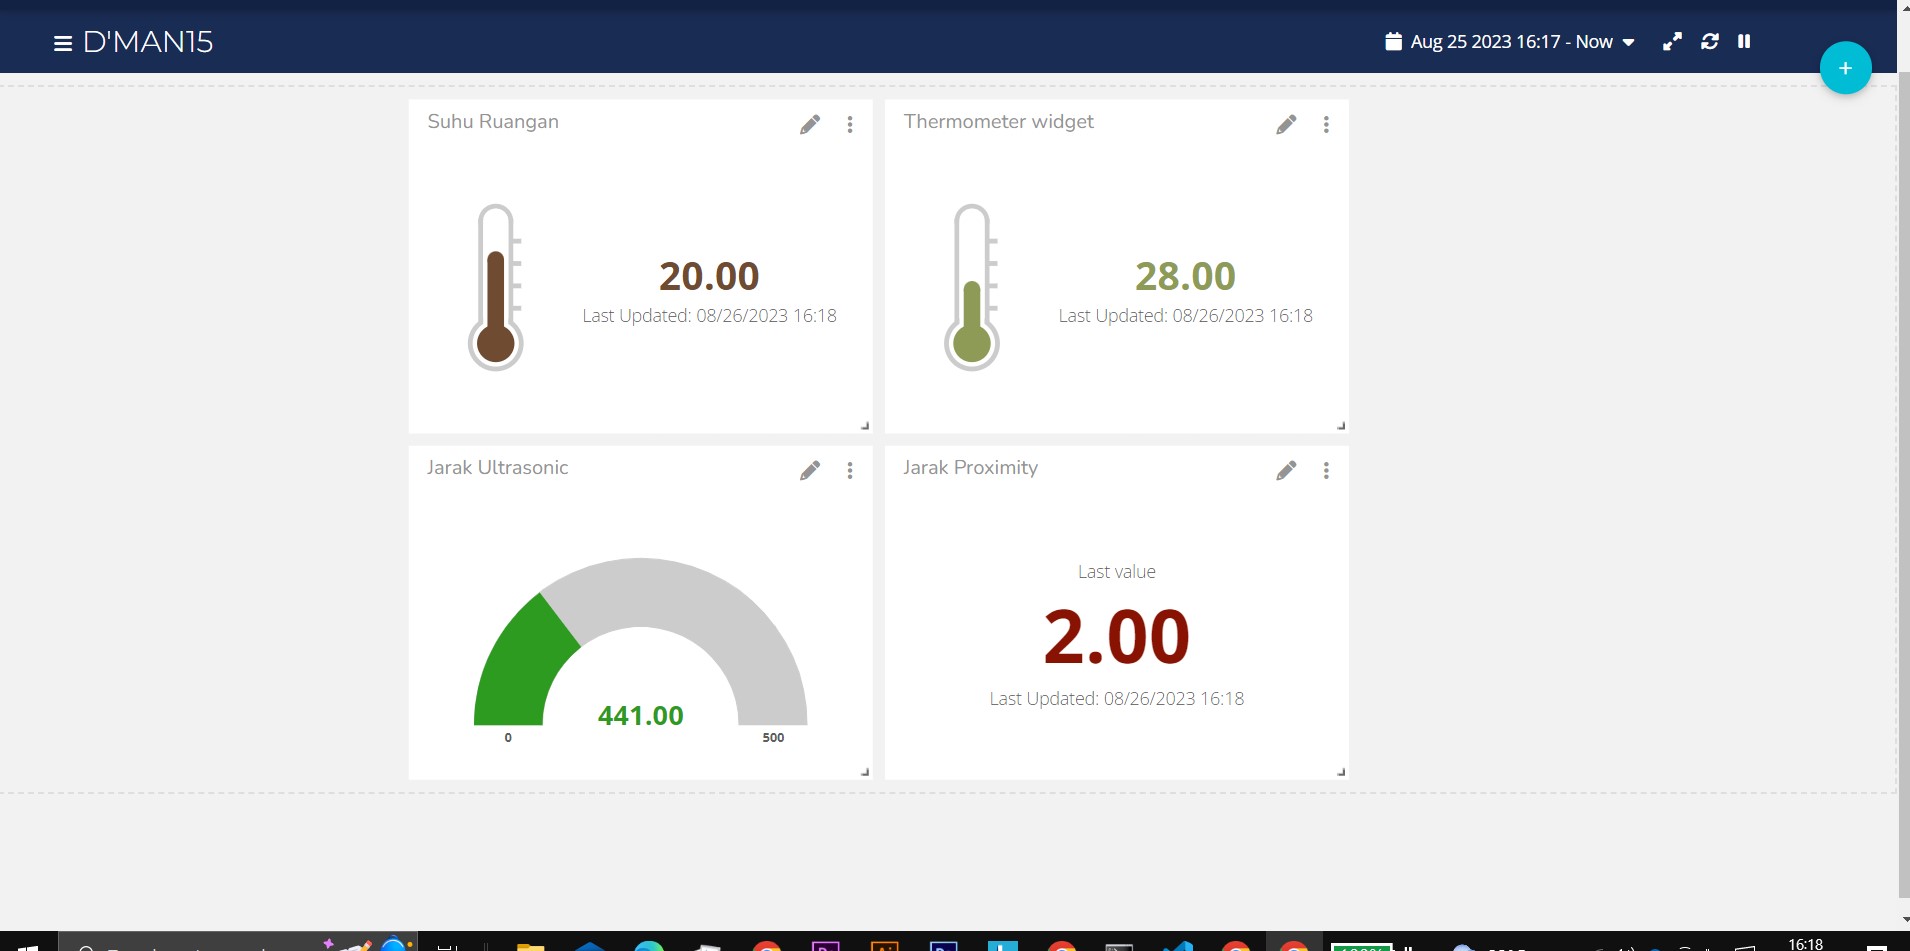 D'MAN15
Aug 25 2023 16:17 - Now
+
Suhu Ruangan
20.00
Last Updated: 08/26/2023 16:18
Thermometer widget
28.00
Last Updated: 08/26/2023 16:18
Jarak Ultrasonic
441.00
0
500
Jarak Proximity
Last value
2.00
Last Updated: 08/26/2023 16:18
16:18